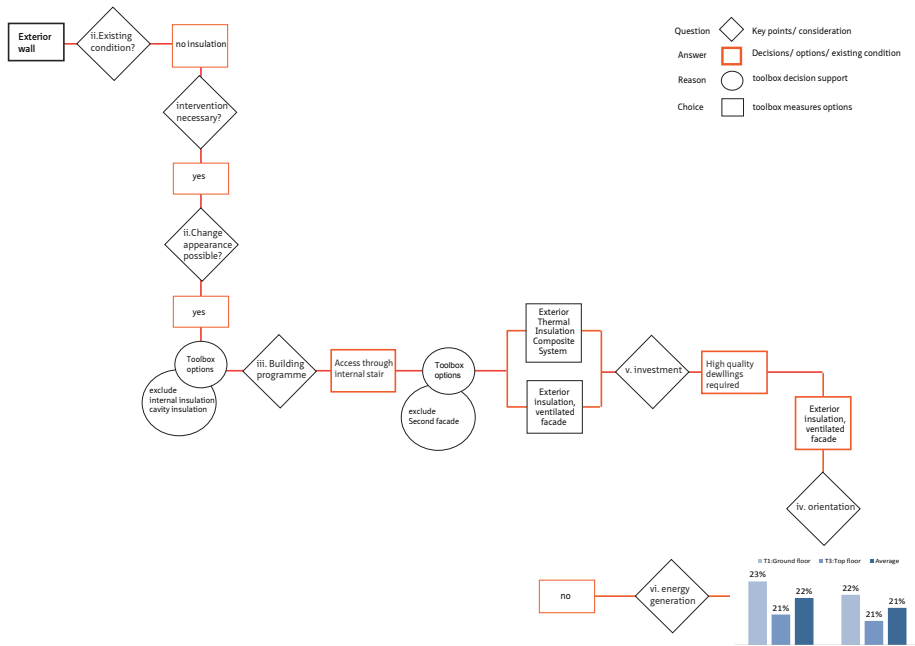 Exterior
wall
ii.Existing
condition?
no insulation
Question
Key points/ consideration
Answer
Decisions/ options/ existing condition
Reason
toolbox decision support
Choice
toolbox measures options
intervention
necessary?
yes
ii.Change
appearance
possible?
yes
Toolbox
options
exclude
internal insulation
cavity insulation
iii. Building
programme
Access through
internal stair
Toolbox
options
exclude
Second facade
Exterior
Thermal
Insulation
Composite
System
Exterior
insulation,
ventilated
facade
v. investment
High quality
dewllings
required
Exterior
insulation,
ventilated
facade
iv. orientation
T1:Ground floor
T3:Top floor
Average
23%
21%
22%
22%
21%
21%
vi. energy
generation
no